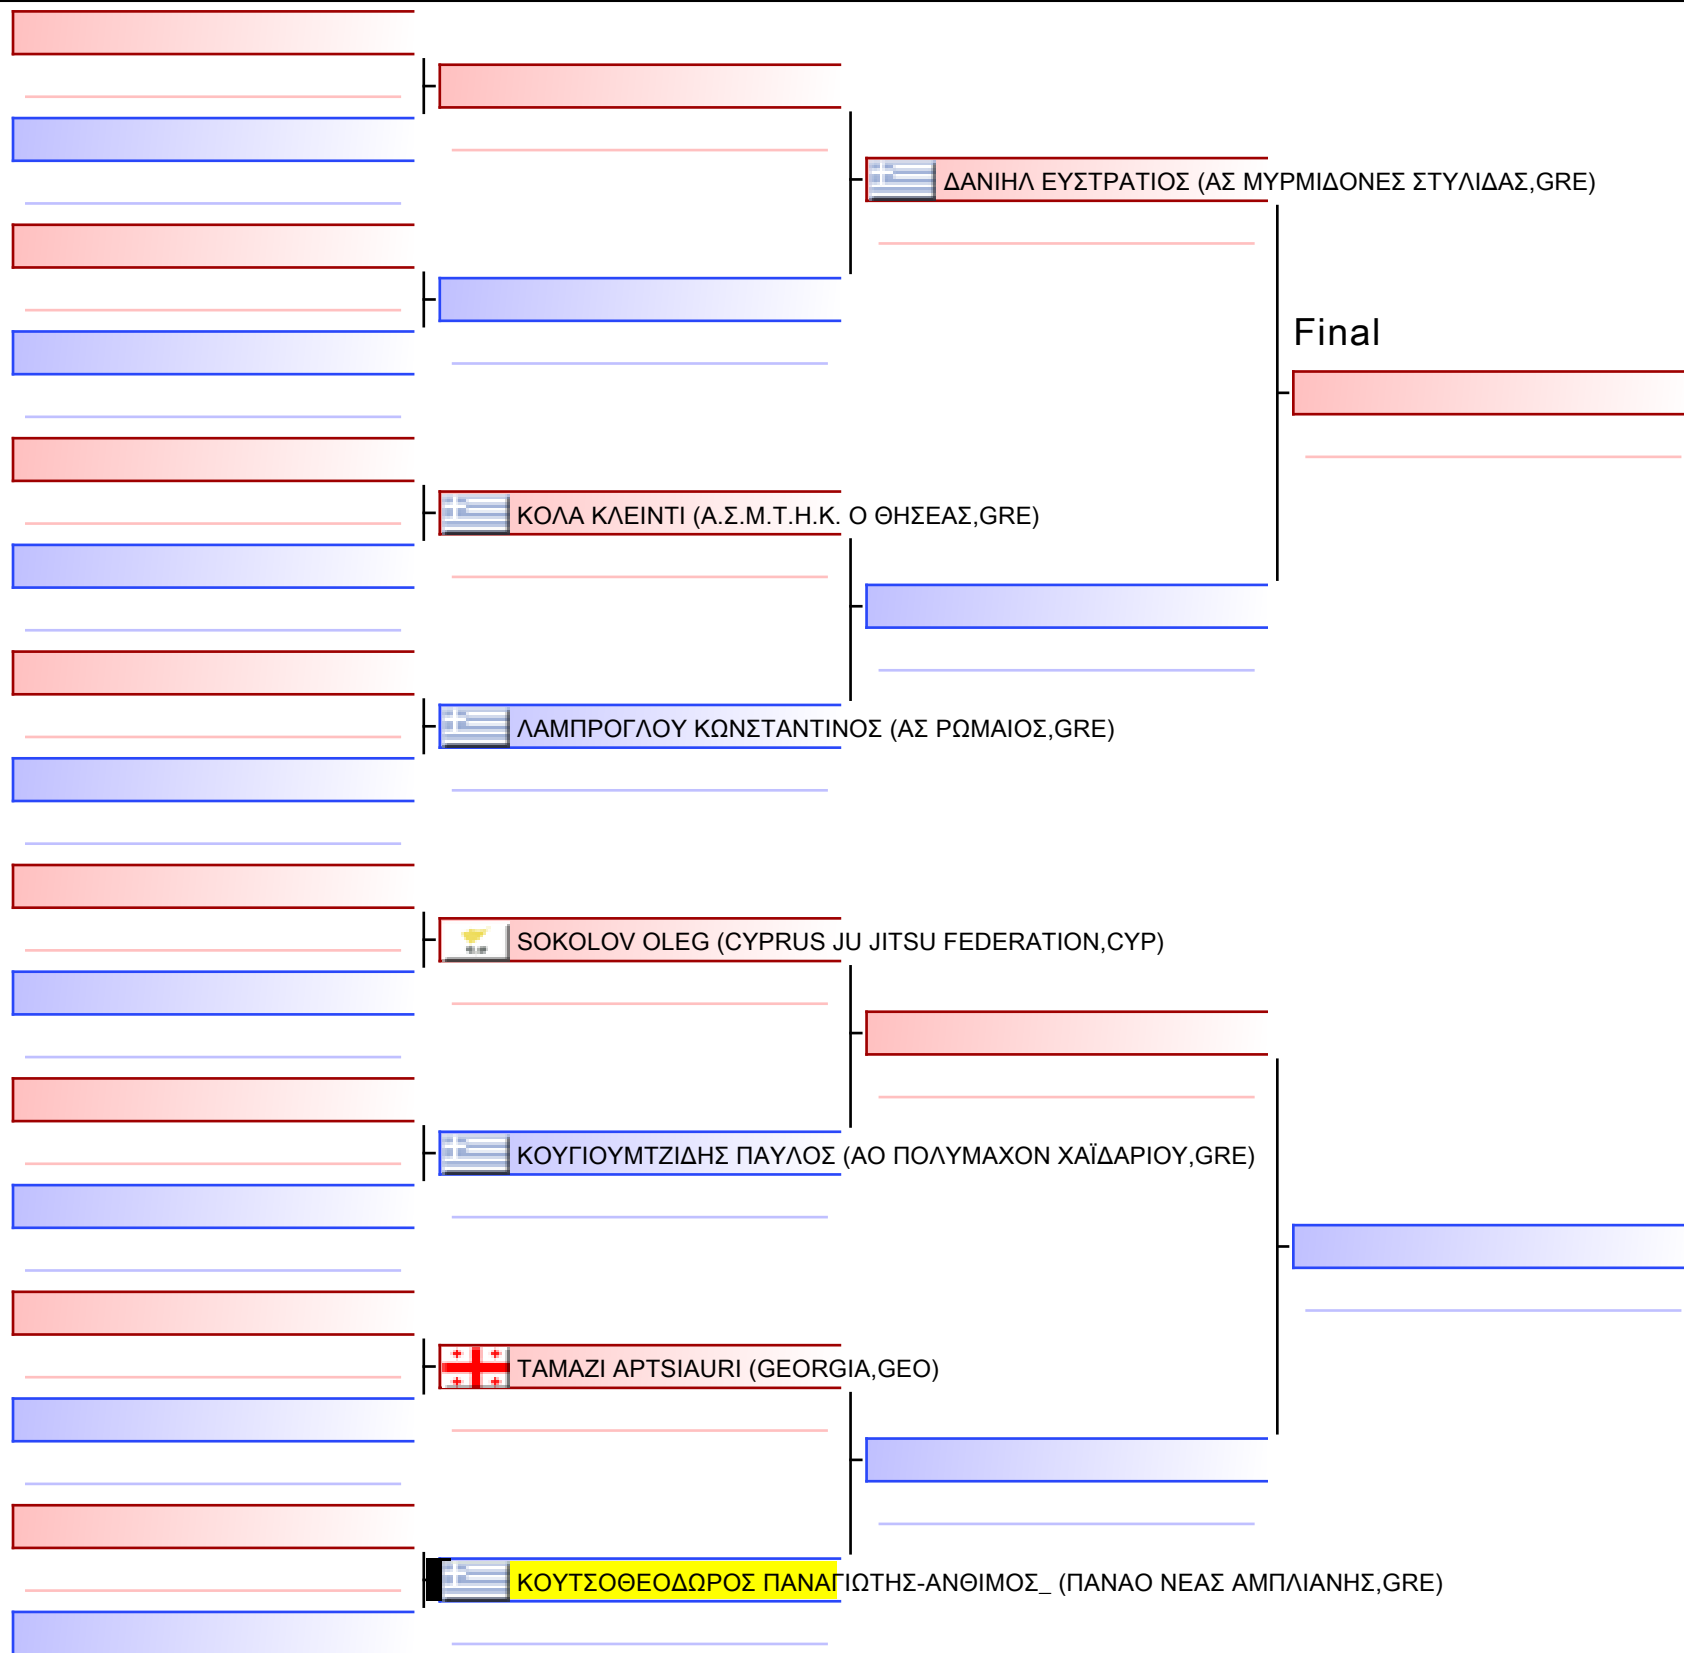 ΔΑΝΙΗΛ ΕΥΣΤΡΑΤΙΟΣ (ΑΣ ΜΥΡΜΙΔΟΝΕΣ ΣΤΥΛΙΔΑΣ,GRE)
Final
ΚΟΛΑ ΚΛΕΙΝΤΙ (Α.Σ.Μ.Τ.Η.Κ. Ο ΘΗΣΕΑΣ,GRE)
ΛΑΜΠΡΟΓΛΟΥ ΚΩΝΣΤΑΝΤΙΝΟΣ (ΑΣ ΡΩΜΑΙΟΣ,GRE)
SOKOLOV OLEG (CYPRUS JU JITSU FEDERATION,CYP)
ΚΟΥΓΙΟΥΜΤΖΙΔΗΣ ΠΑΥΛΟΣ (ΑΟ ΠΟΛΥΜΑΧΟΝ ΧΑΪΔΑΡΙΟΥ,GRE)
TAMAZI APTSIAURI (GEORGIA,GEO)
ΚΟΥΤΣΟΘΕΟΔΩΡΟΣ ΠΑΝΑΓΙΩΤΗΣ-ΑΝΘΙΜΟΣ_ (ΠΑΝΑΟ ΝΕΑΣ ΑΜΠΛΙΑΝΗΣ,GRE)